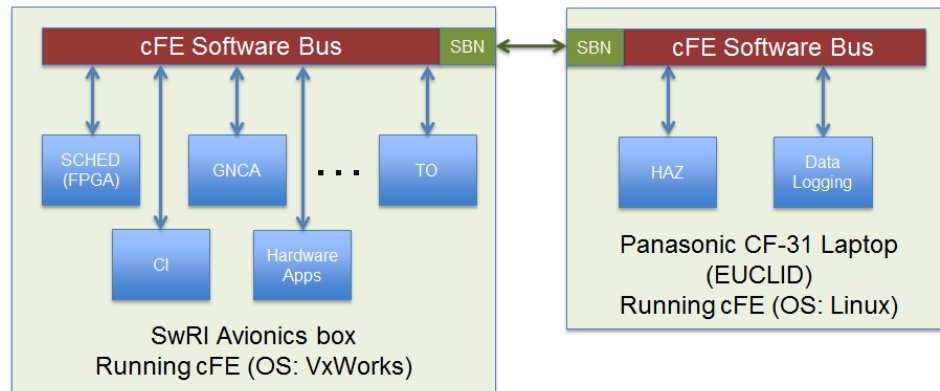 cFE Software Bus
SBN
SBN
cFE Software Bus
SCHED
(FPGA)
GNCA
...
TO
HAZ
Data
Logging
CI
Hardware
Apps
SwRI Avionics box
Running cFE (OS: VxWorks)
Panasonic CF-31 Laptop
(EUCLID)
Running cFE (OS: Linux)